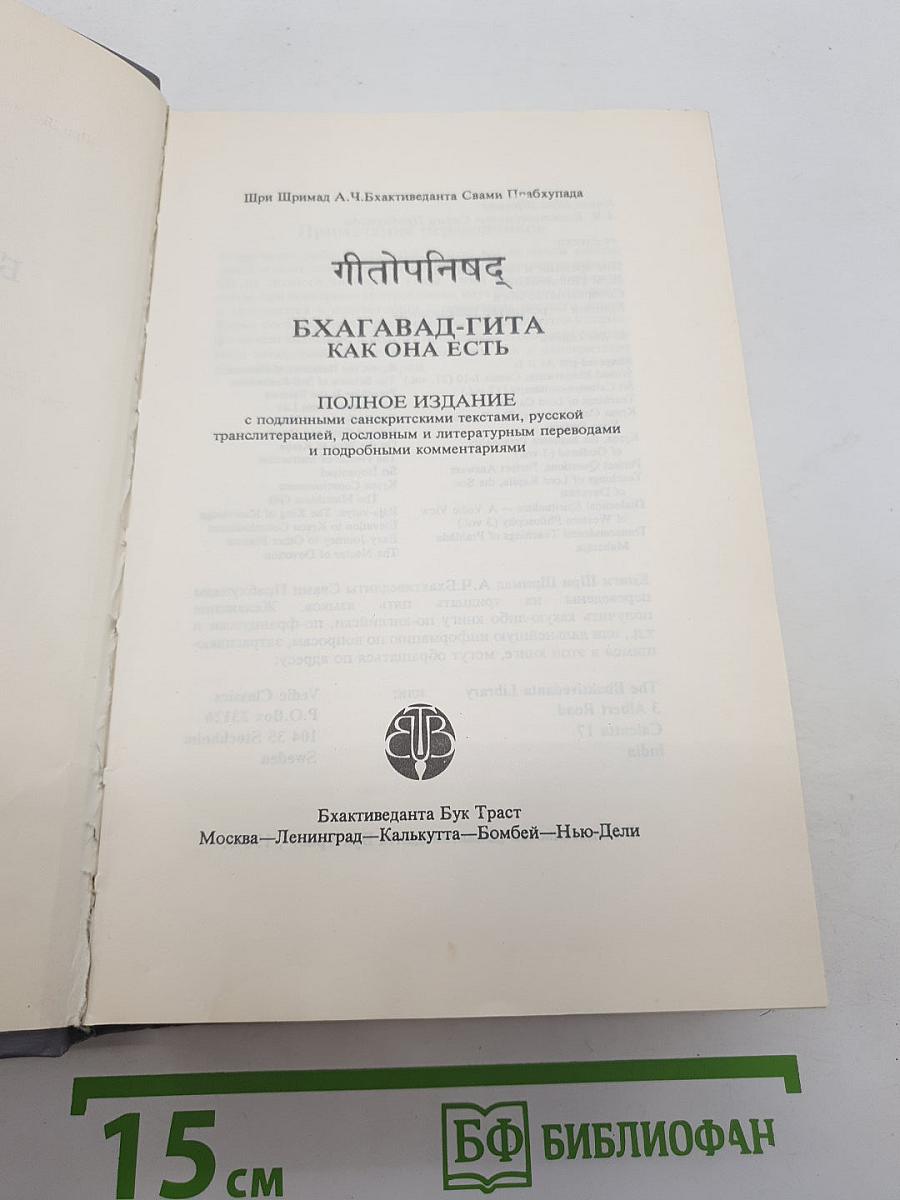 Шри Шримад А.Ч.Бхактиведанта Свами Прабхупада
गीतोपनिषद्
БХАГАВАД-ГИТА
КАК ОНА ЕСТЬ
ПОЛНОЕ ИЗДАНИЕ
с подлинными санскритскими текстами, русской
транслитерацией, дословным и литературным переводами
и подробными комментариями
BBT
Бхактиведанта Бук Траст
Москва—Ленинград—Калькутта—Бомбей—Нью-Дели
15 см
БФ БИБЛИОФАН